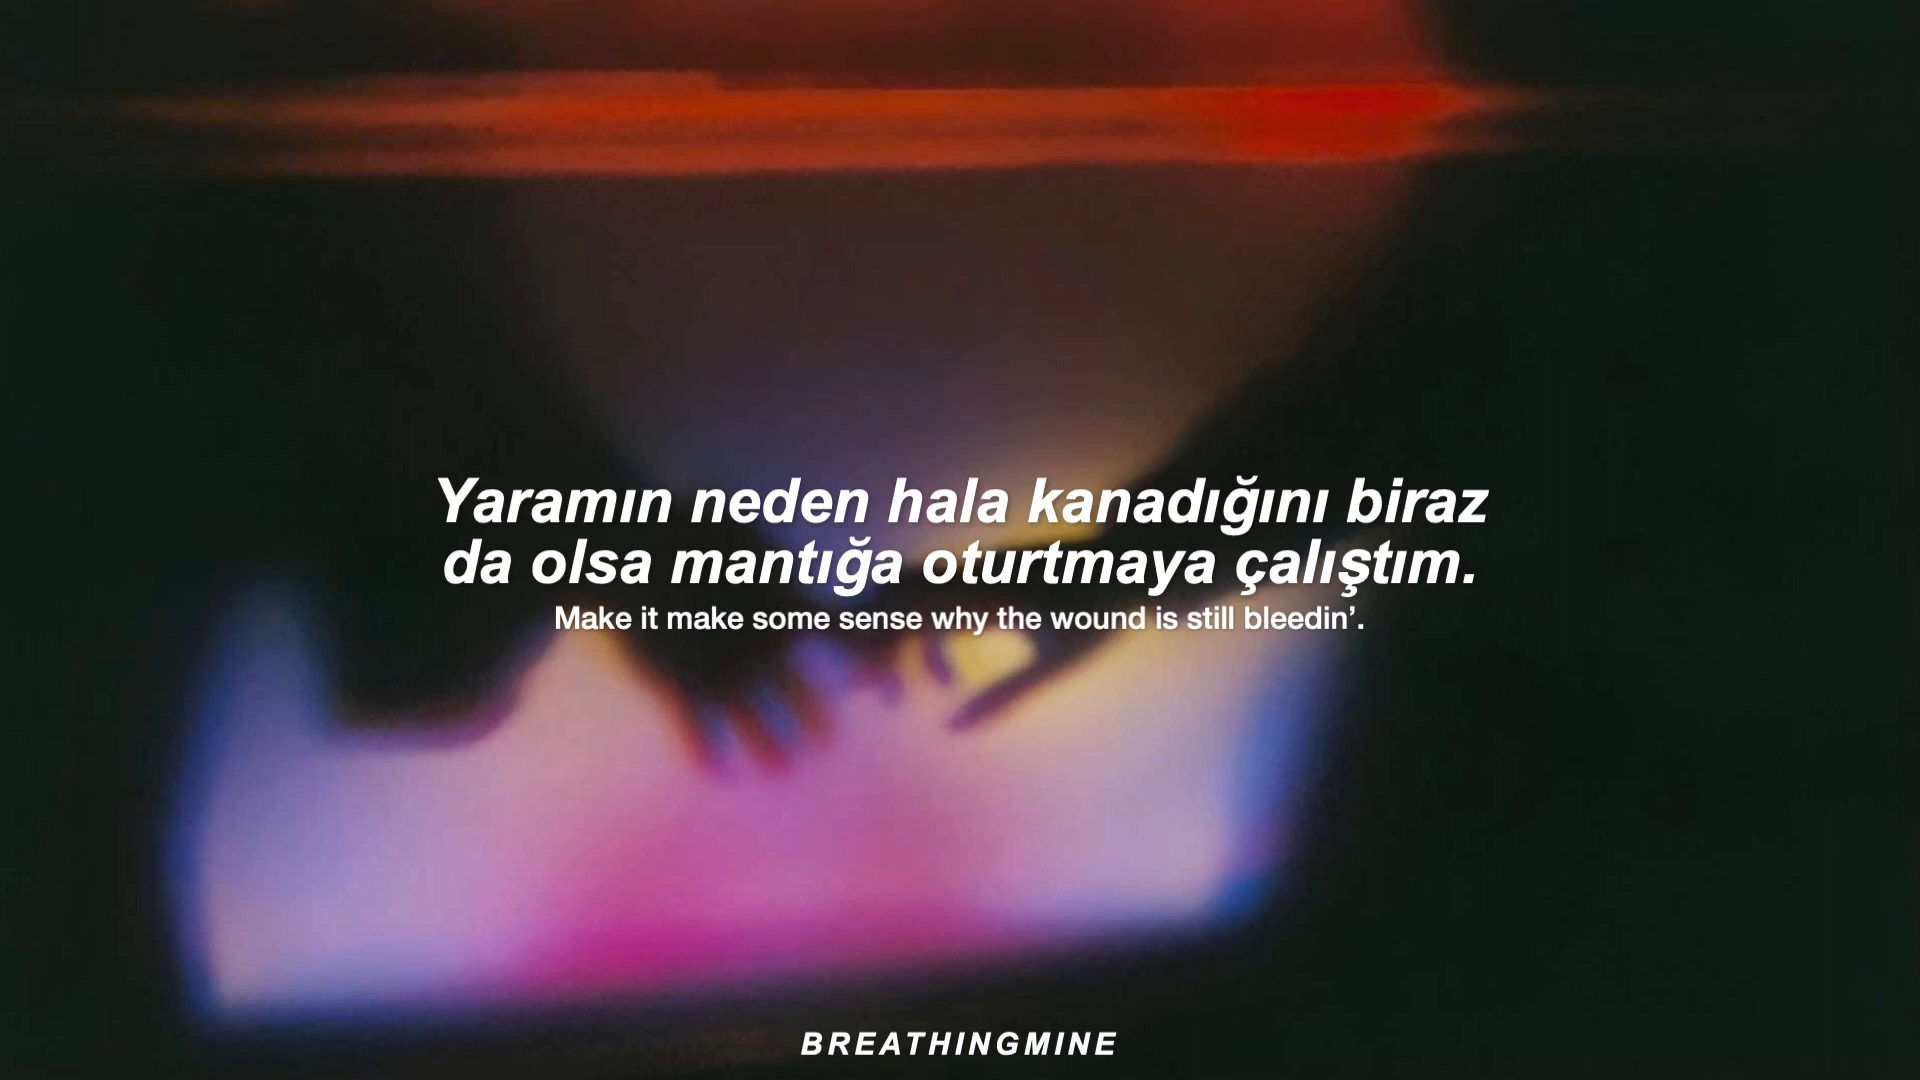 Yaramın neden hala kanadığını biraz
da olsa mantığa oturtmaya çalıştım.
Make it make some sense why the wound is still bleedin’.
BREATHINGMINE